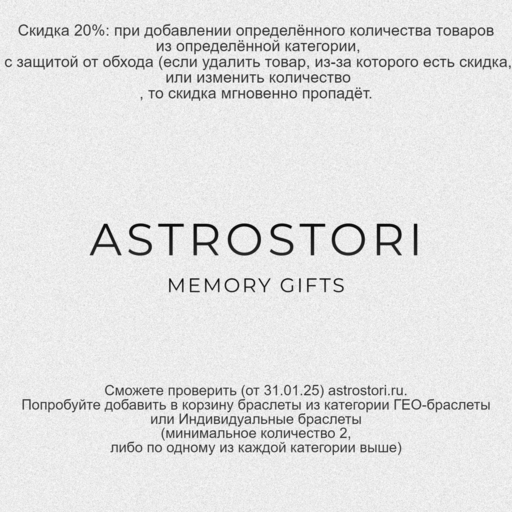 Скидка 20%: при добавлении определённого количества товаров
из определённой категории,
с защитой от обхода (если удалить товар, из-за которого есть скидка,
или изменить количество
, то скидка мгновенно пропадёт.
ASTROSTORI
MEMORY GIFTS
Сможете проверить (от 31.01.25) astrostori.ru.
Попробуйте добавить в корзину браслеты из категории ГЕО-браслеты
или Индивидуальные браслеты
(минимальное количество 2,
либо по одному из каждой категории выше)